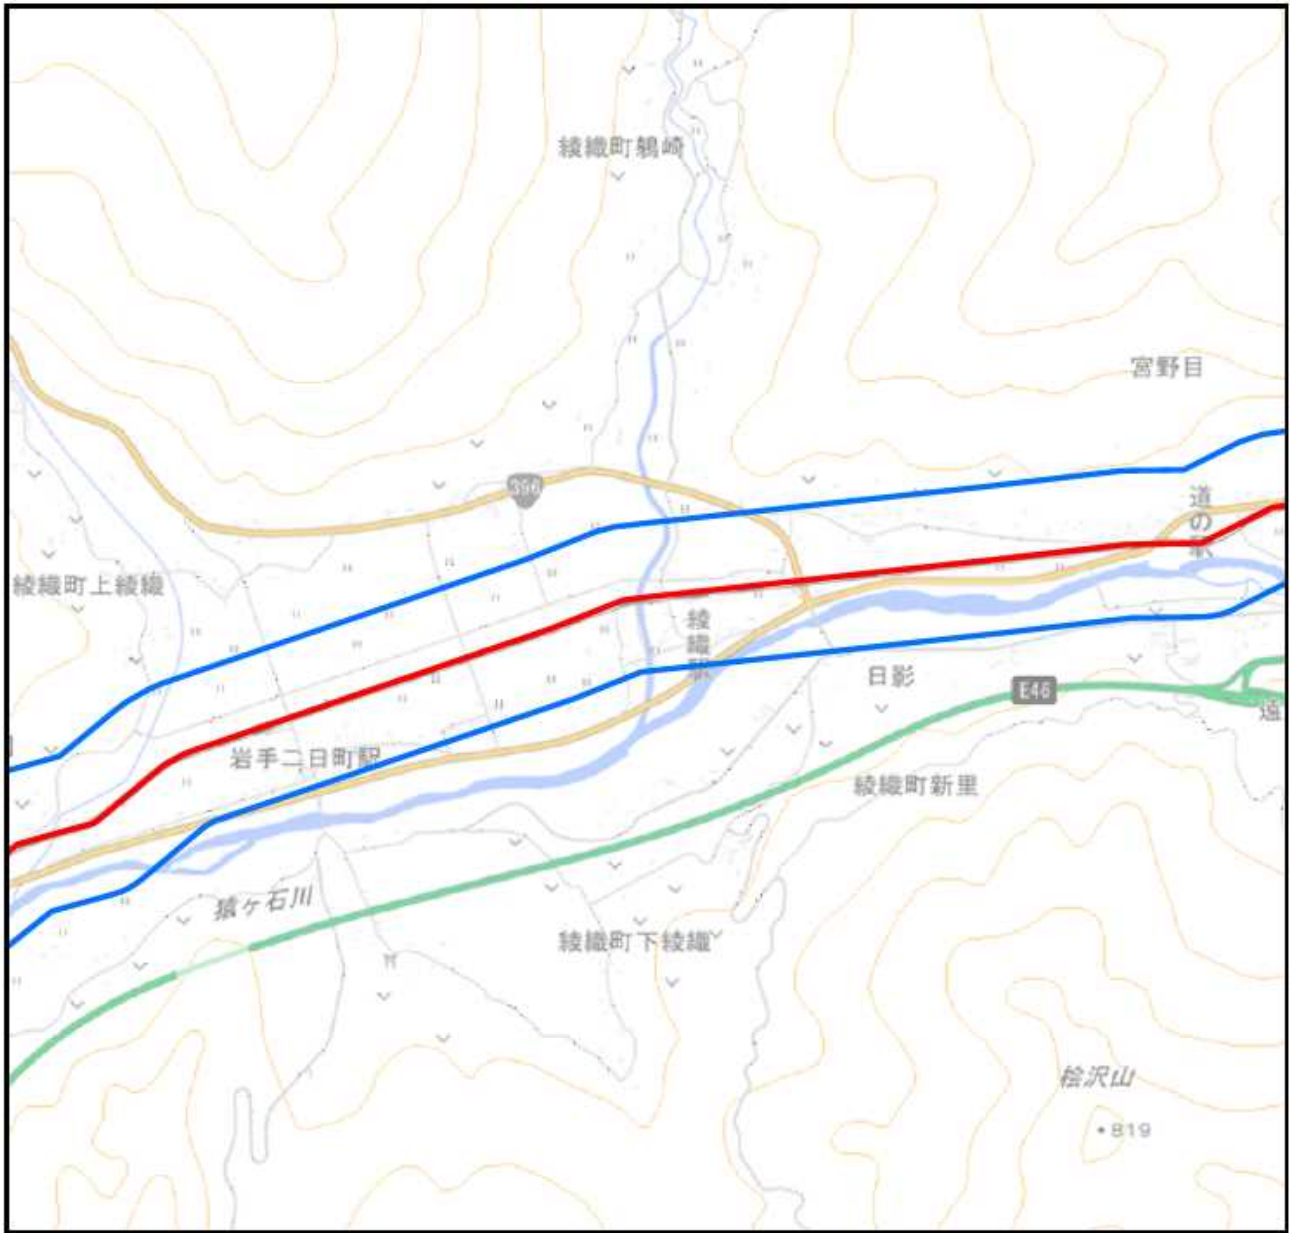 綾織町鵢崎
宮野目
396
道の駅
綾織町上綾織
綾織駅
日影
E46
岩手二日町駅
綾織町新里
猿ヶ石川
綾織町下綾織
桧沢山
•819